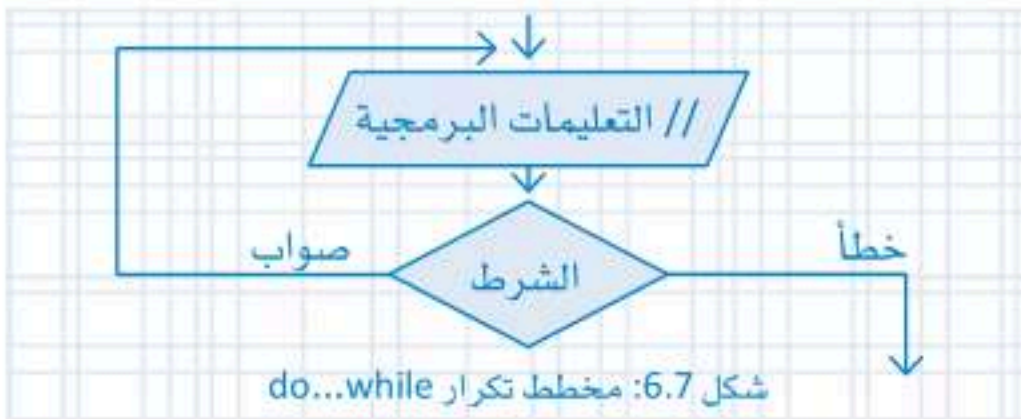 // التعليمات البرمجية
صواب
خطأ
الشرط
شكل 6.7: مخطط تكرار do...while